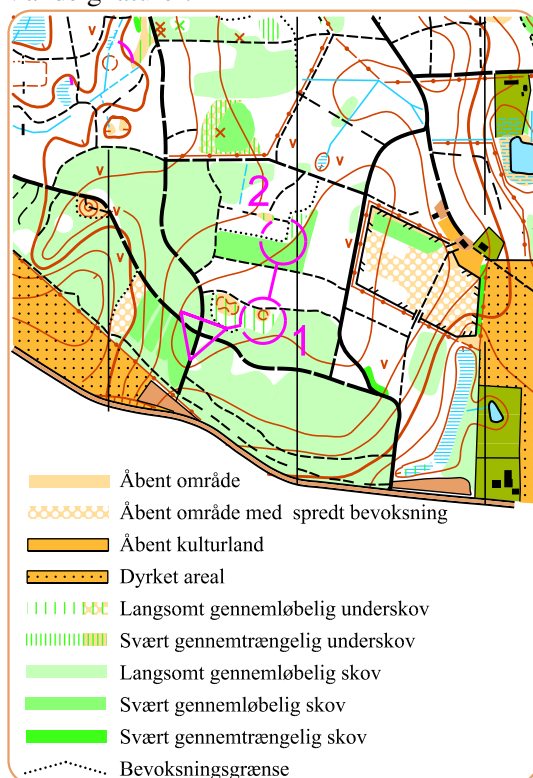 2
1
Åbent område
Åbent område med spredt bevoksning
Åbent kulturland
Dyrket areal
Langsomt gennemløbelig underskov
Svært gennemtrængelig underskov
Langsomt gennemløbelig skov
Svært gennemløbelig skov
Svært gennemtrængelig skov
Bevoksningsgrænse